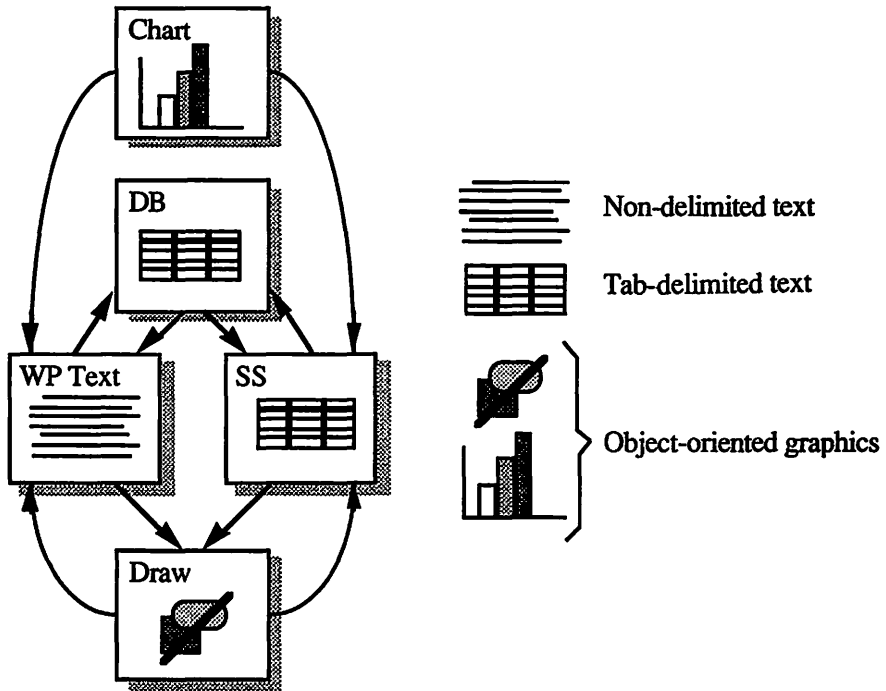 Chart
DB
WP Text
SS
Draw
Non-delimited text
Tab-delimited text
Object-oriented graphics